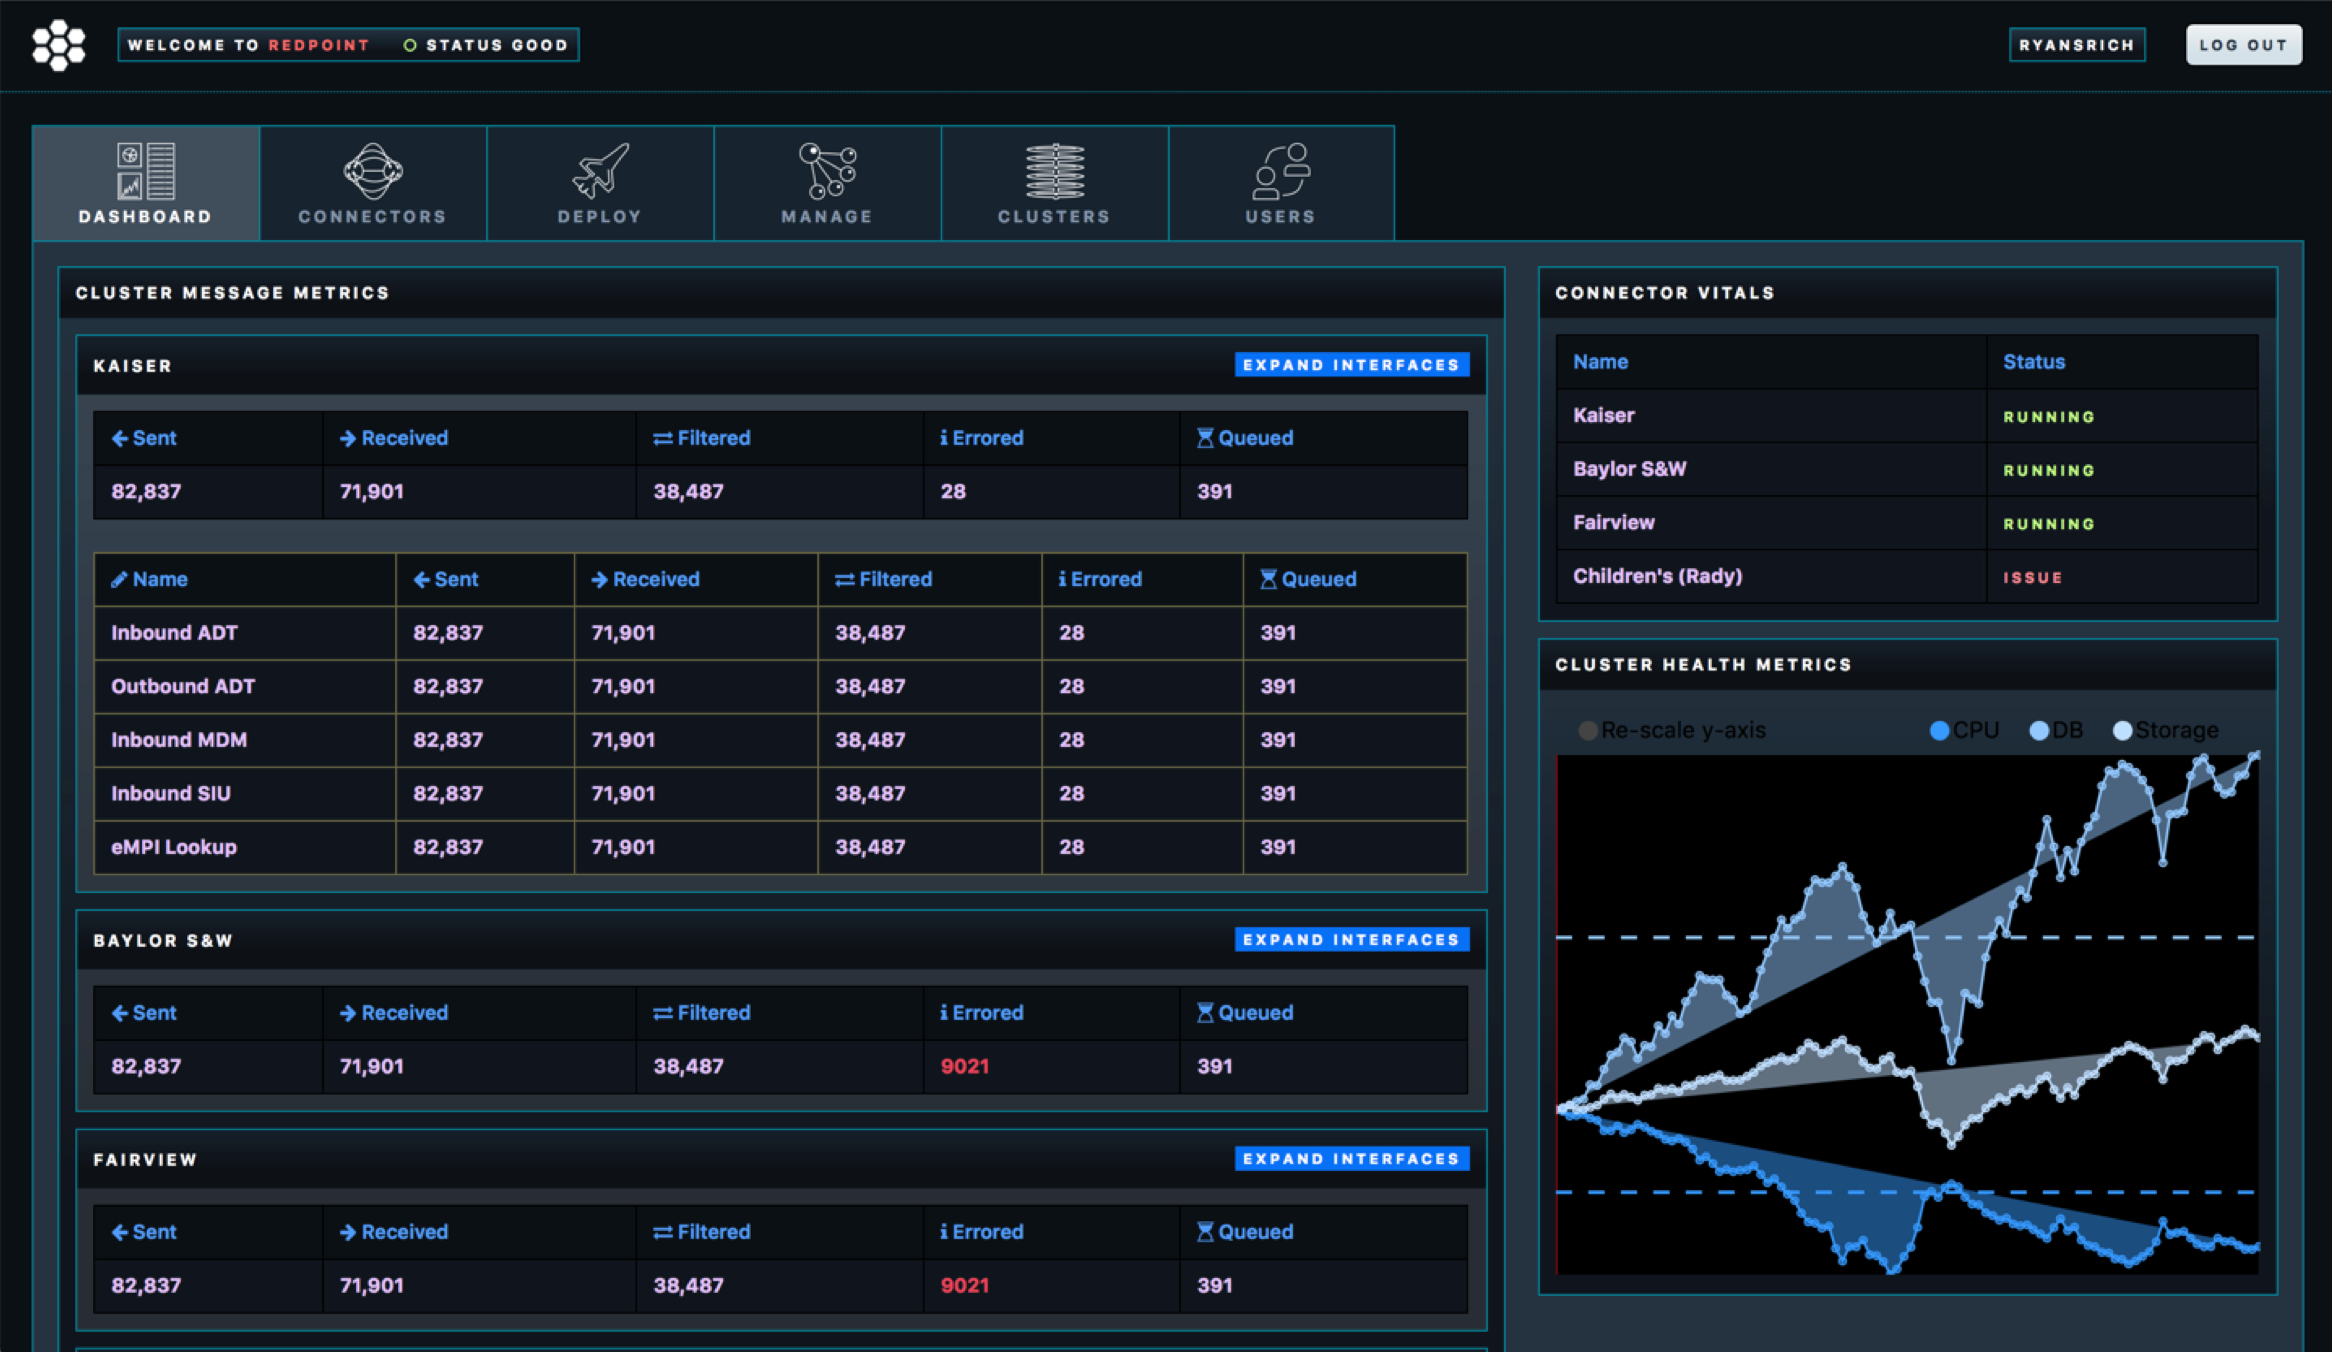 WELCOME TO REDPOINT STATUS GOOD
RYANSRICH
LOG OUT
DASHBOARD
CONNECTORS
DEPLOY
MANAGE
CLUSTERS
USERS
CLUSTER MESSAGE METRICS
KAISER
EXPAND INTERFACES
Sent Received Filtered Errored Queued
82,837 71,901 38,487 28 391
Name Sent Received Filtered Errored Queued
Inbound ADT 82,837 71,901 38,487 28 391
Outbound ADT 82,837 71,901 38,487 28 391
Inbound MDM 82,837 71,901 38,487 28 391
Inbound SIU 82,837 71,901 38,487 28 391
eMPI Lookup 82,837 71,901 38,487 28 391
BAYLOR S&W
EXPAND INTERFACES
Sent Received Filtered Errored Queued
82,837 71,901 38,487 9021 391
FAIRVIEW
EXPAND INTERFACES
Sent Received Filtered Errored Queued
82,837 71,901 38,487 9021 391
CONNECTOR VITALS
Name Status
Kaiser RUNNING
Baylor S&W RUNNING
Fairview RUNNING
Children's (Rady) ISSUE
CLUSTER HEALTH METRICS
Re-scale y-axis CPU DB Storage